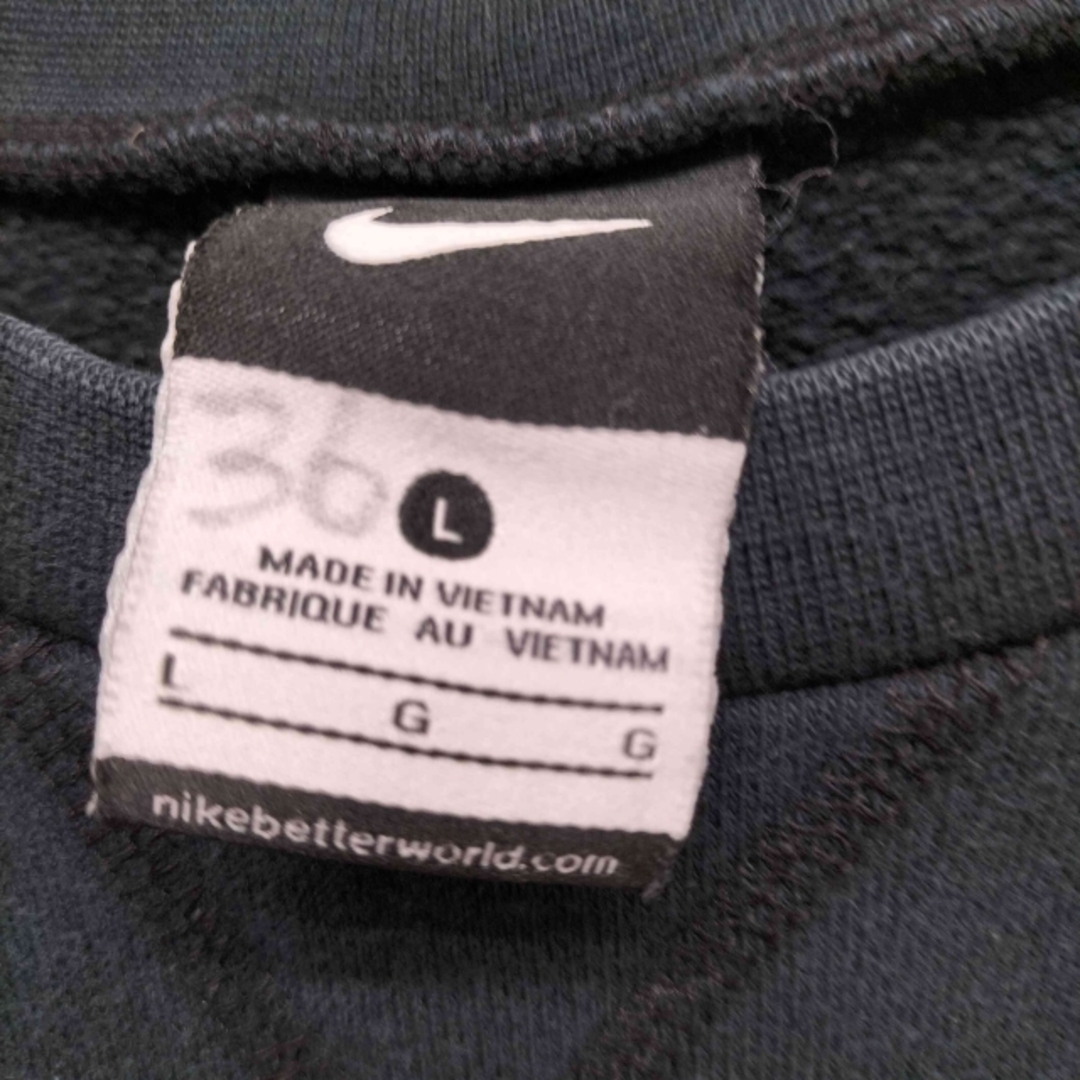 36 L
MADE IN VIETNAM
FABRIQUE AU VIETNAM
L G G
nikebetterworld.com